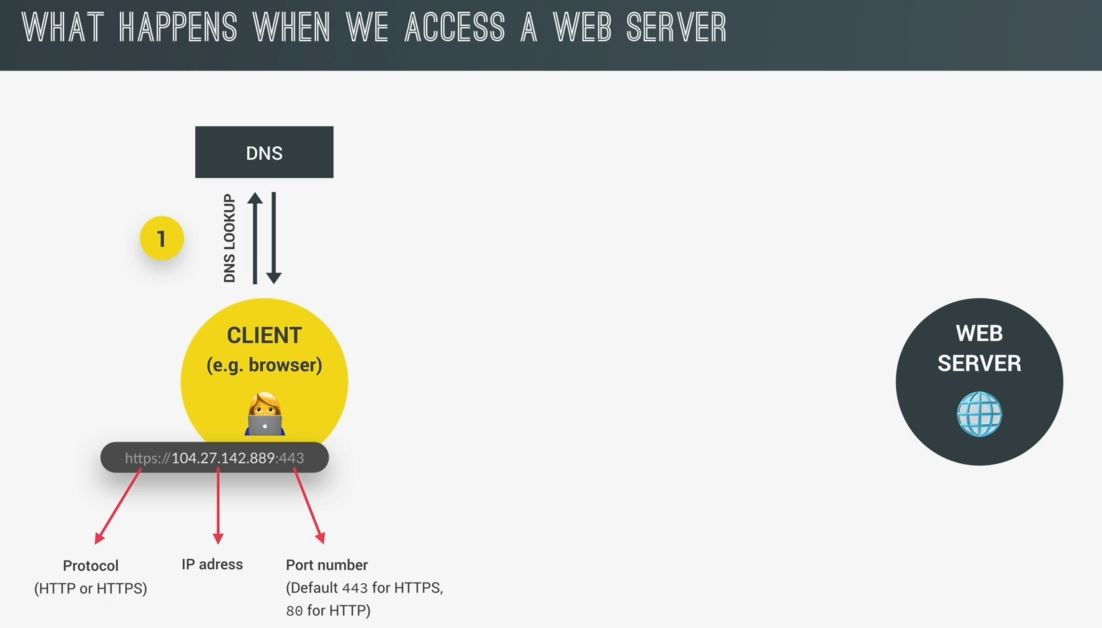 WHAT HAPPENS WHEN WE ACCESS A WEB SERVER
DNS
1
DNS LOOKUP
CLIENT
(e.g. browser)
WEB
SERVER
https://104.27.142.889:443
Protocol
(HTTP or HTTPS)
IP adress
Port number
(Default 443 for HTTPS,
80 for HTTP)